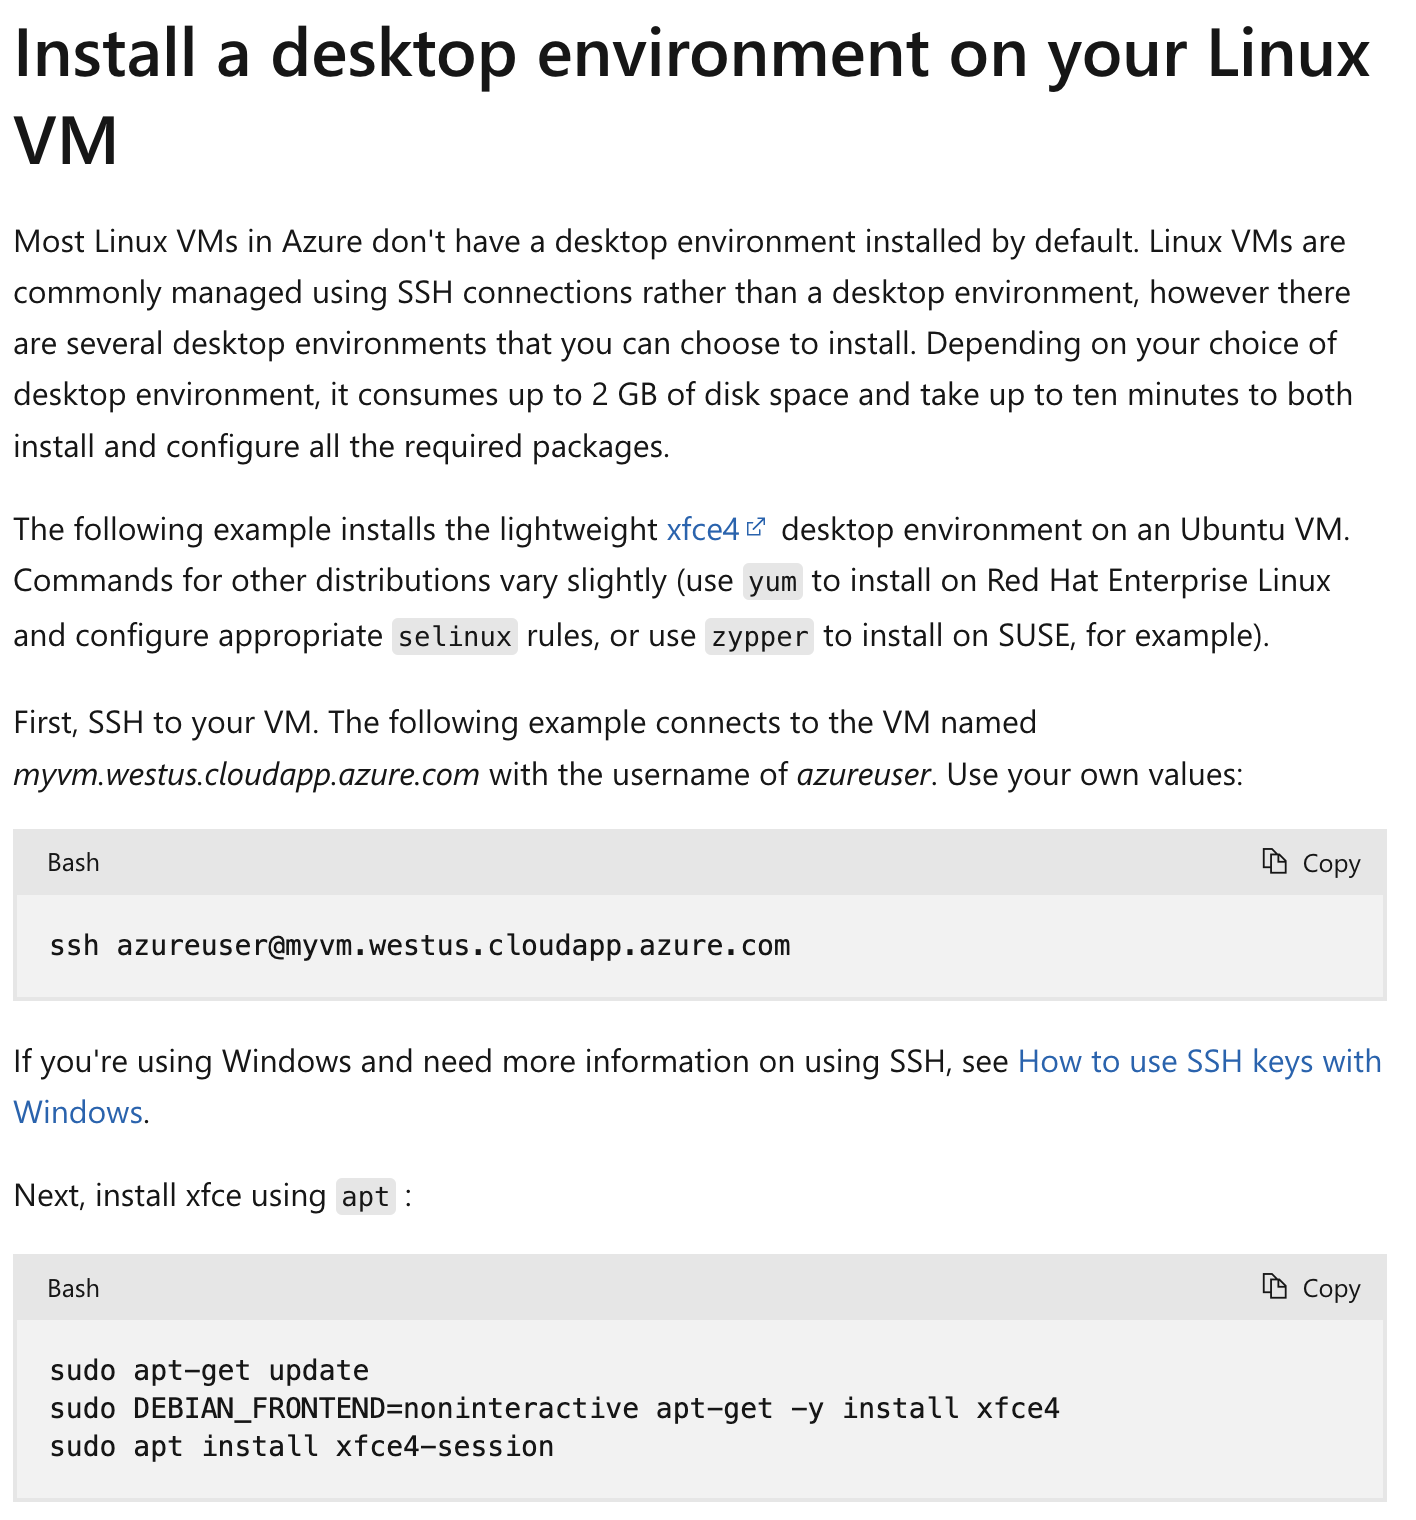 Install a desktop environment on your Linux
VM
Most Linux VMs in Azure don't have a desktop environment installed by default. Linux VMs are
commonly managed using SSH connections rather than a desktop environment, however there
are several desktop environments that you can choose to install. Depending on your choice of
desktop environment, it consumes up to 2 GB of disk space and take up to ten minutes to both
install and configure all the required packages.
The following example installs the lightweight xfce4 desktop environment on an Ubuntu VM.
Commands for other distributions vary slightly (use yum to install on Red Hat Enterprise Linux
and configure appropriate selinux rules, or use zypper to install on SUSE, for example).
First, SSH to your VM. The following example connects to the VM named
myvm.westus.cloudapp.azure.com with the username of azureuser. Use your own values:
Bash Copy
ssh azureuser@myvm.westus.cloudapp.azure.com
If you're using Windows and need more information on using SSH, see How to use SSH keys with
Windows.
Next, install xfce using apt :
Bash Copy
sudo apt-get update
sudo DEBIAN_FRONTEND=noninteractive apt-get -y install xfce4
sudo apt install xfce4-session